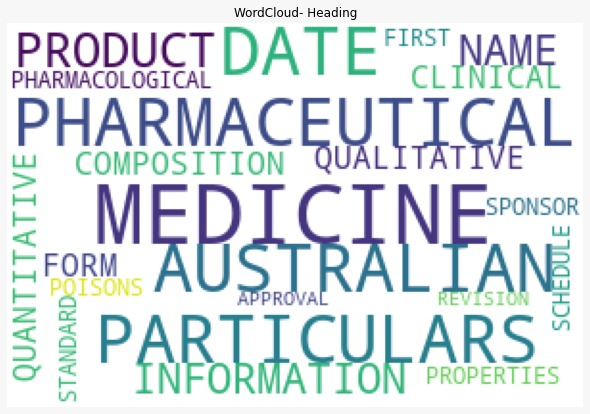 WordCloud- Heading
PRODUCT
DATE
FIRST
NAME
PHARMACOLOGICAL
CLINICAL
PHARMACEUTICAL
COMPOSITION
QUALITATIVE
QUANTITATIVE
MEDICINE
SPONSOR
AUSTRALIAN
SCHEDULE
FORM
POISONS
APPROVAL
REVISION
STANDARD
PARTICULARS
INFORMATION
PROPERTIES